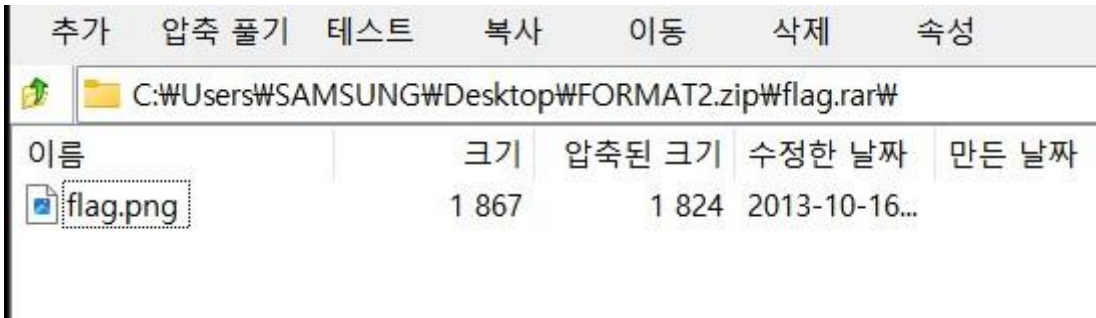 추가 압축 풀기 테스트 복사 이동 삭제 속성
C:₩Users₩SAMSUNG₩Desktop₩FORMAT2.zip₩flag.rar₩
이름 크기 압축된 크기 수정한 날짜 만든 날짜
flag.png 1 867 1 824 2013-10-16...